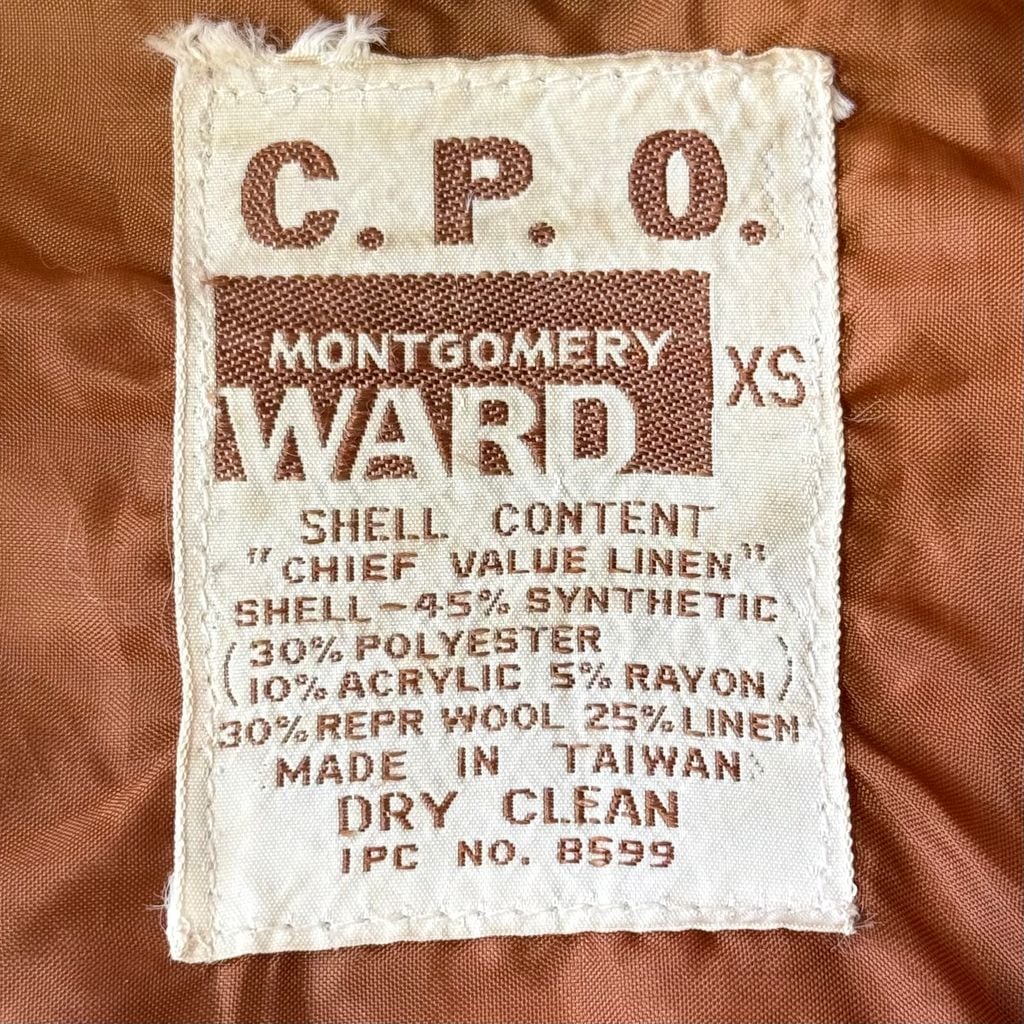 C. P. O.
MONTGOMERY
WARD
XS
SHELL CONTENT
"CHIEF VALUE LINEN"
SHELL-45% SYNTHETIC
(30% POLYESTER
10% ACRYLIC 5% RAYON)
30% REPR WOOL 25% LINEN
MADE IN TAIWAN
DRY CLEAN
IPC NO. 8599